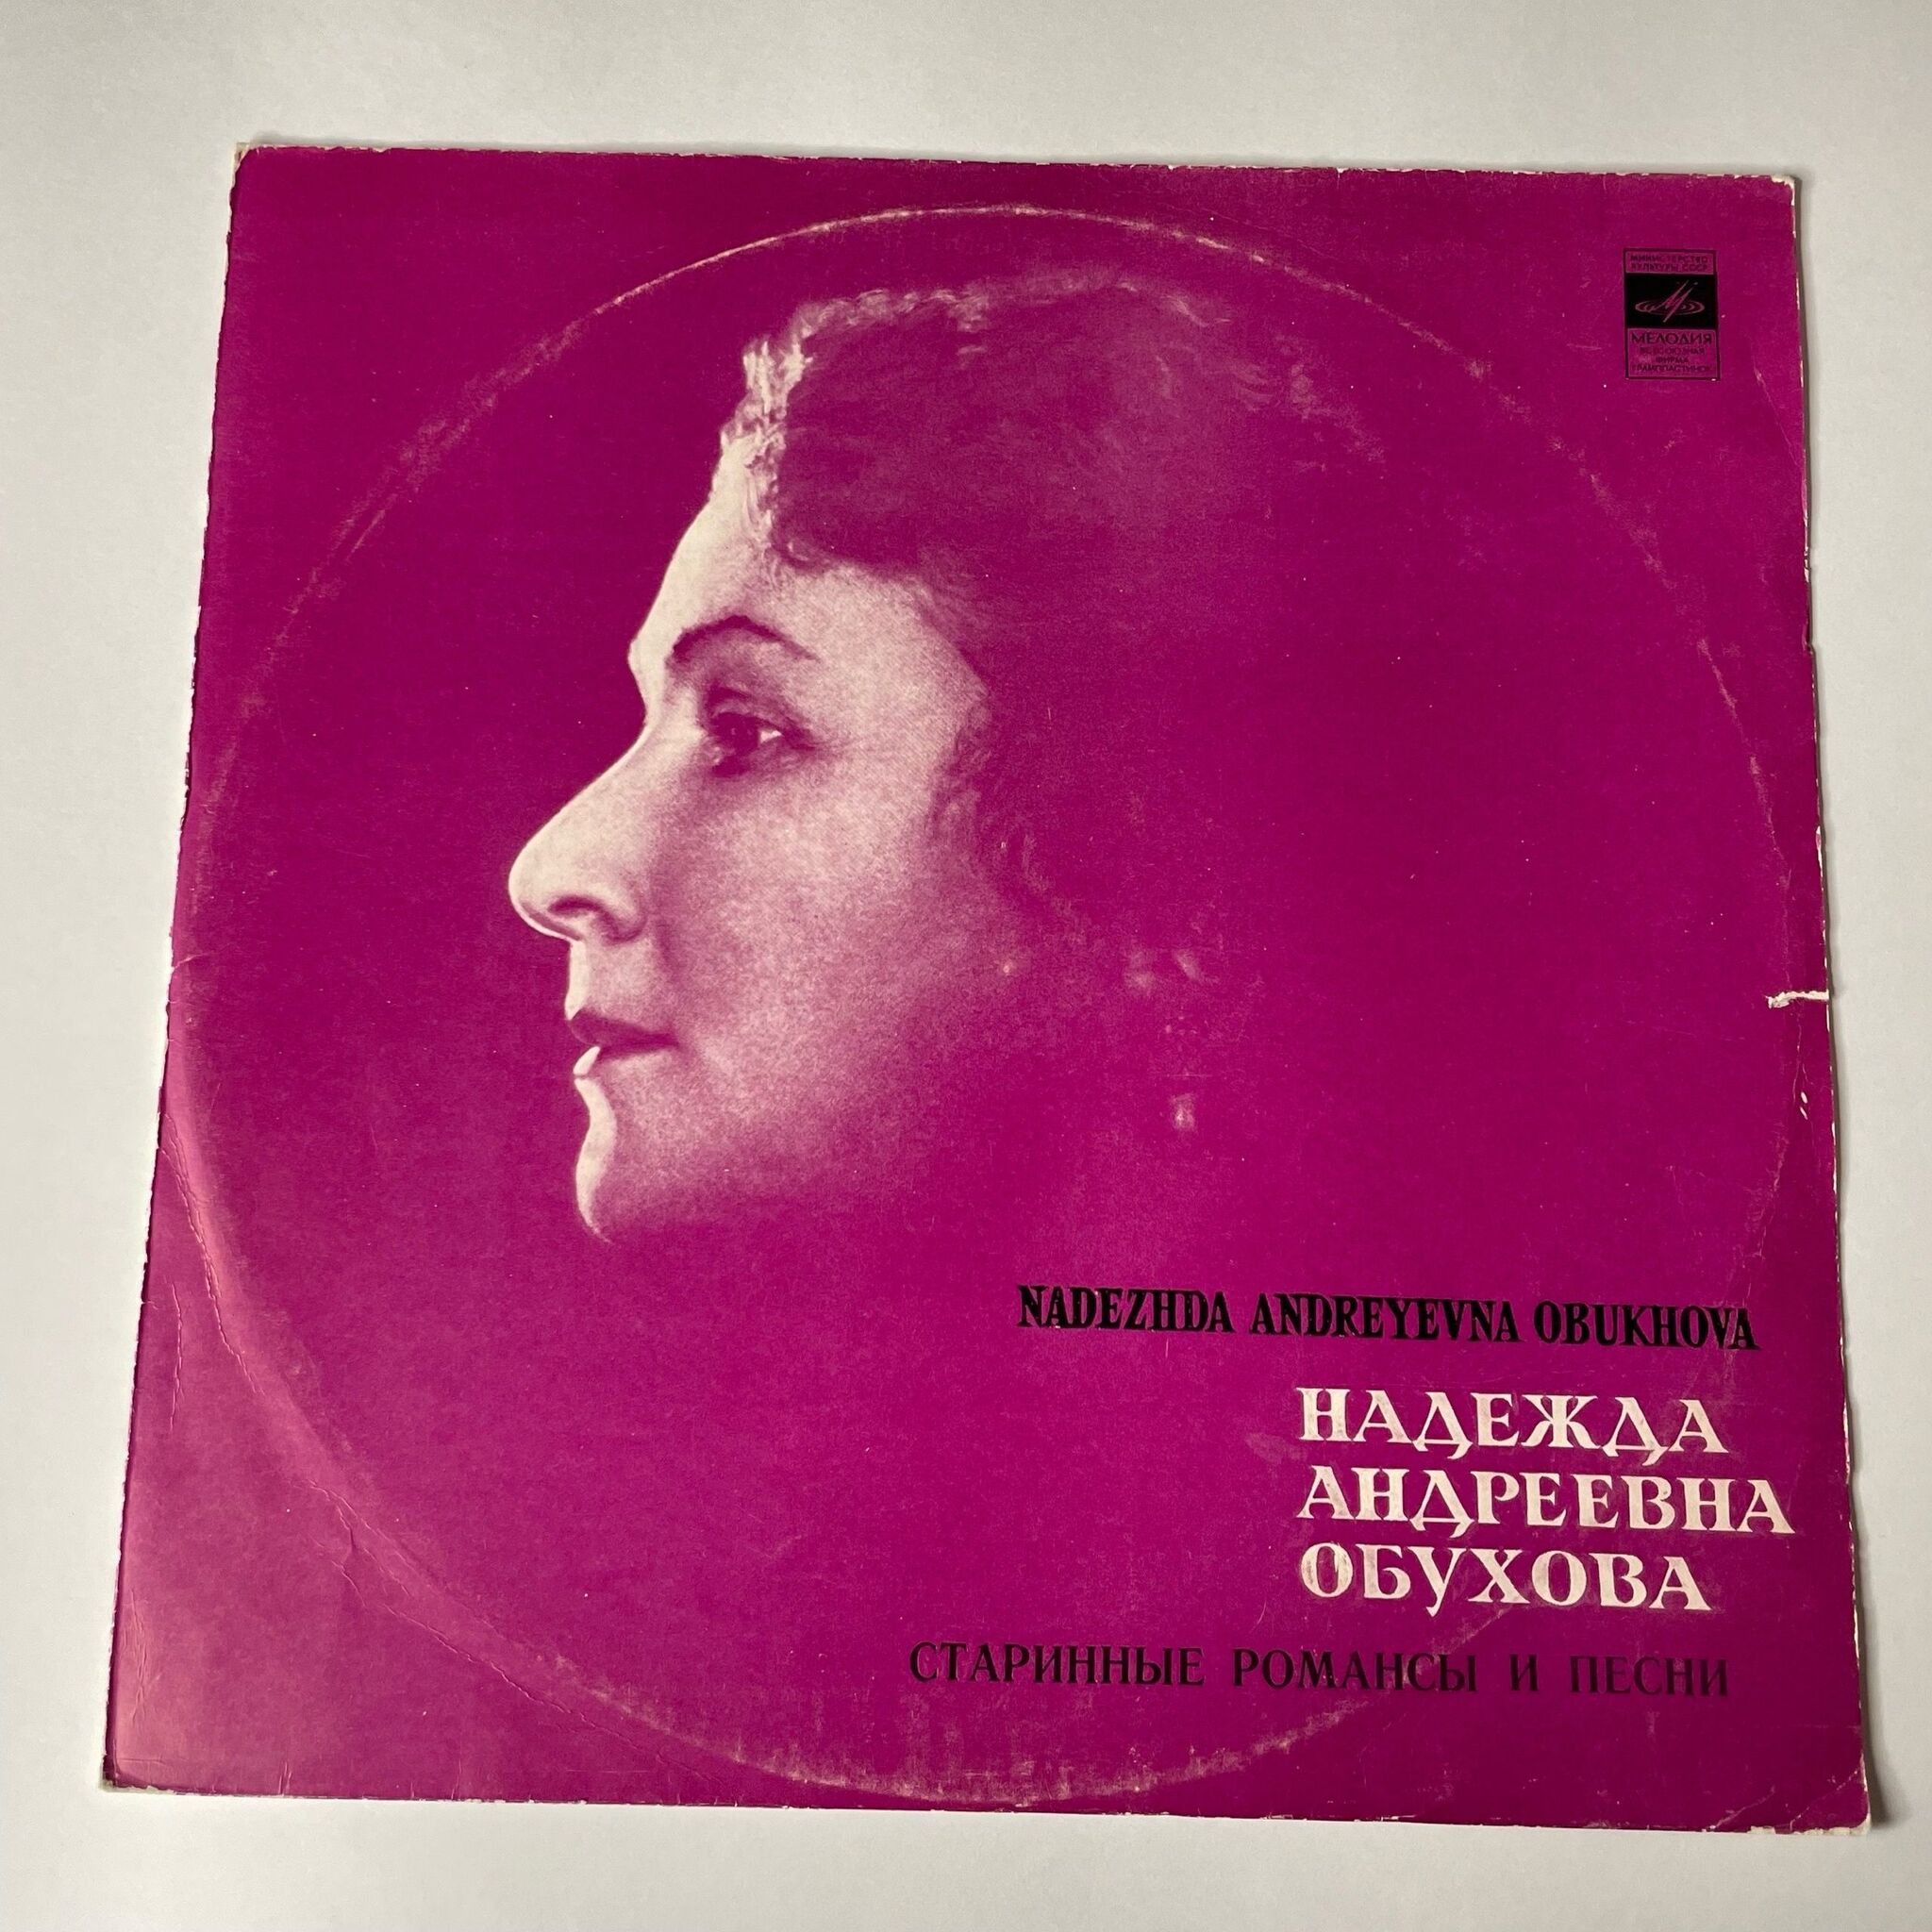 МИНИСТЕРСТВО
КУЛЬТУРЫ СССР
МЕЛОДИЯ
ВСЕСОЮЗНАЯ
ФИРМА
ГРАМПЛАСТИНОК
NADEZHDA ANDREYEVNA OBUKHOVA
НАДЕЖДА
АНДРЕЕВНА
ОБУХОВА
СТАРИННЫЕ РОМАНСЫ И ПЕСНИ